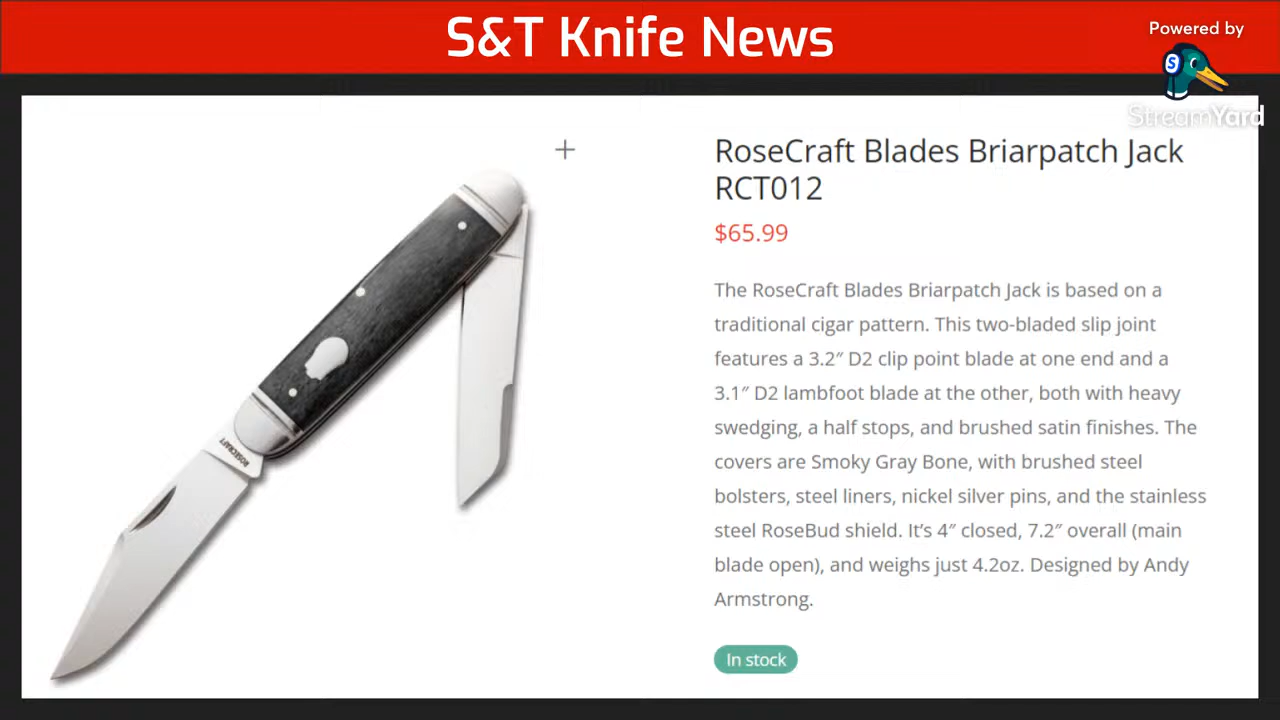 S&T Knife News
Powered by
StreamYard
RoseCraft Blades Briarpatch Jack
RCT012
$65.99
The RoseCraft Blades Briarpatch Jack is based on a
traditional cigar pattern. This two-bladed slip joint
features a 3.2″ D2 clip point blade at one end and a
3.1″ D2 lambfoot blade at the other, both with heavy
swedging, a half stops, and brushed satin finishes. The
covers are Smoky Gray Bone, with brushed steel
bolsters, steel liners, nickel silver pins, and the stainless
steel RoseBud shield. It’s 4″ closed, 7.2″ overall (main
blade open), and weighs just 4.2oz. Designed by Andy
Armstrong.
In stock
ROSECRAFT
S